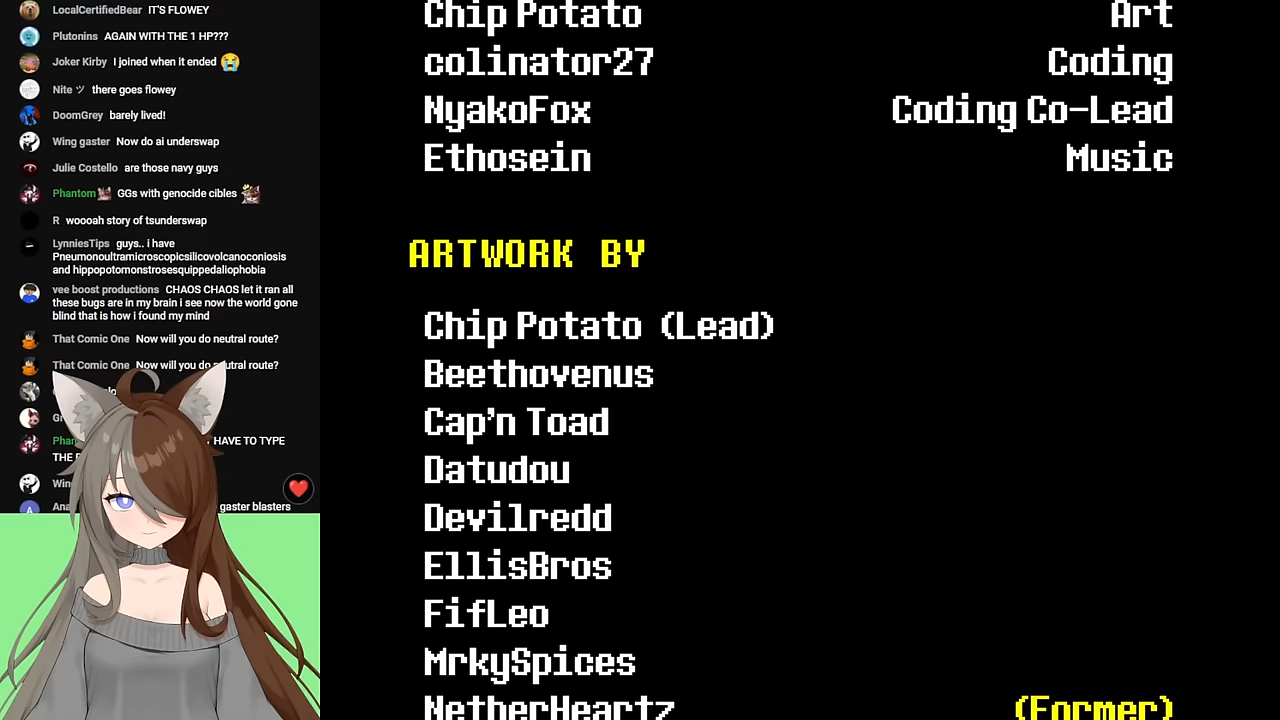 LocalCertifiedBear IT'S FLOWEY
Plutonins AGAIN WITH THE 1 HP???
Joker Kirby I joined when it ended 😭
Nite ツ there goes flowey
DoomGrey barely lived!
Wing gaster Now do ai underswap
Julie Costello are those navy guys
Phantom GGs with genocide cibles
R woooah story of tsunderswap
LynniesTips guys.. i have
Pneumonoultramicroscopicsilicovolcanoconiosis
and hippopotomonstrosesquippedaliophobia
vee boost productions CHAOS CHAOS let it ran all
these bugs are in my brain i see now the world gone
blind that is how i found my mind
That Comic One Now will you do neutral route?
That Comic One Now will you do neutral route?
HAVE TO TYPE
THE
gaster blasters
Chip Potato Art
colinator27 Coding
NyakoFox Coding Co-Lead
Ethosein Music
ARTWORK BY
Chip Potato (Lead)
Beethovenus
Cap'n Toad
Datudou
Devilredd
EllisBros
FifLeo
MrkySpices
NetherHeartz (Former)